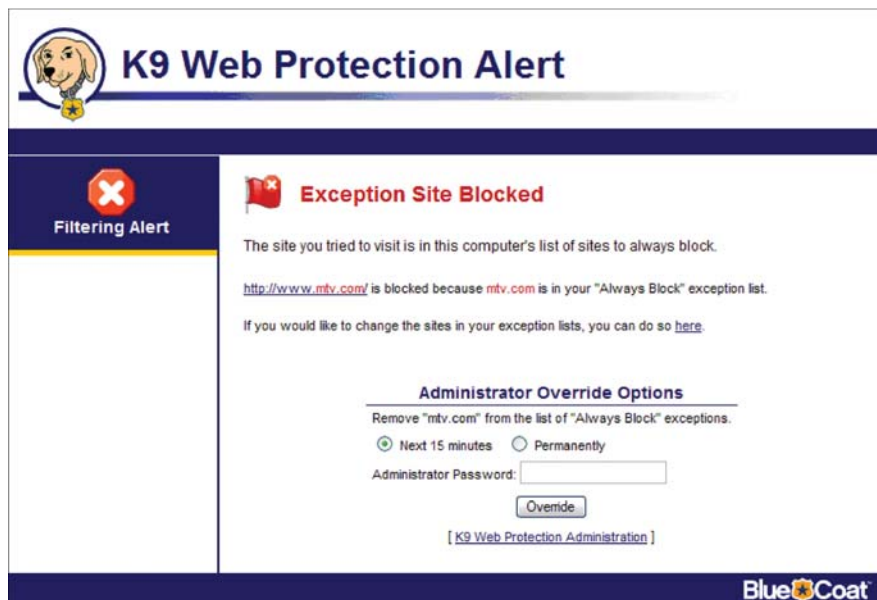 K9 Web Protection Alert
Filtering Alert
Exception Site Blocked
The site you tried to visit is in this computer's list of sites to always block.
http://www.mtv.com/ is blocked because mtv.com is in your "Always Block" exception list.
If you would like to change the sites in your exception lists, you can do so here.
Administrator Override Options
Remove "mtv.com" from the list of "Always Block" exceptions.
Next 15 minutes Permanently
Administrator Password:
Override
[ K9 Web Protection Administration ]
Blue Coat